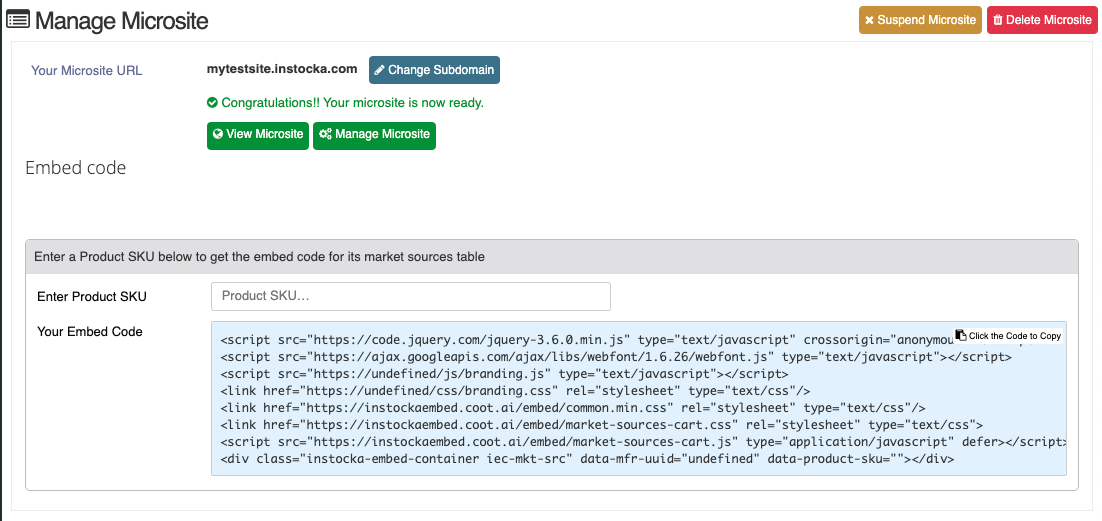 Manage Microsite
Suspend Microsite
Delete Microsite
Your Microsite URL
mytestsite.instocka.com
Change Subdomain
Congratulations!! Your microsite is now ready.
View Microsite
Manage Microsite
Embed code
Enter a Product SKU below to get the embed code for its market sources table
Enter Product SKU
Product SKU...
Your Embed Code
Click the Code to Copy
<script src="https://code.jquery.com/jquery-3.6.0.min.js" type="text/javascript" crossorigin="anonymou
<script src="https://ajax.googleapis.com/ajax/libs/webfont/1.6.26/webfont.js" type="text/javascript"></script>
<script src="https://undefined/js/branding.js" type="text/javascript"></script>
<link href="https://undefined/css/branding.css" rel="stylesheet" type="text/css"/>
<link href="https://instockaembed.coot.ai/embed/common.min.css" rel="stylesheet" type="text/css"/>
<link href="https://instockaembed.coot.ai/embed/market-sources-cart.css" rel="stylesheet" type="text/css">
<script src="https://instockaembed.coot.ai/embed/market-sources-cart.js" type="application/javascript" defer></script>
<div class="instocka-embed-container iec-mkt-src" data-mfr-uuid="undefined" data-product-sku=""></div>